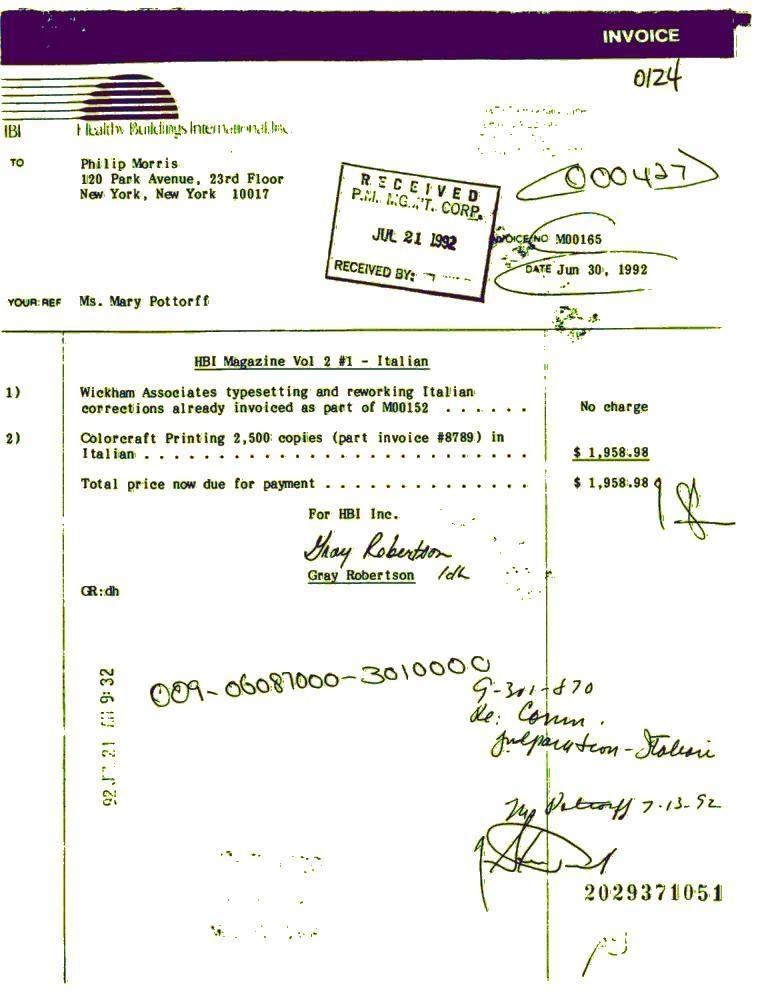 INVOICE
0124
HBI Healthy Buildings International, Inc.
TO Philip Morris
120 Park Avenue, 23rd Floor
New York, New York 10017
000427
RECEIVED
P.M. MG.'T. CORP.
JUL 21 1992
RECEIVED BY:
INVOICE NO M00165
DATE Jun 30, 1992
YOUR REF Ms. Mary Pottorff
HBI Magazine Vol 2 #1 - Italian
1) Wickham Associates typesetting and reworking Italian
corrections already invoiced as part of M00152 . . . . . . No charge
2) Colorcraft Printing 2,500 copies (part invoice #8789) in
Italian . . . . . . . . . . . . . . . . . . . . . . . . . . $ 1,958.98
Total price now due for payment . . . . . . . . . . . . . . $ 1,958.98
For HBI Inc.
Gray Robertson
Gray Robertson /dh
GR:dh
009-06087000-3010000
92 JUL 21 AM 9:32
9-301-870
Re: Comm.
7-13-92
2029371051